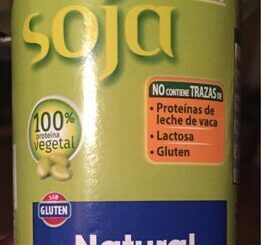 soja
NO CONTIENE TRAZAS DE:
• Proteínas
de leche de vaca
• Lactosa
• Gluten
100%
proteína
vegetal
SIN
GLUTEN
Natural